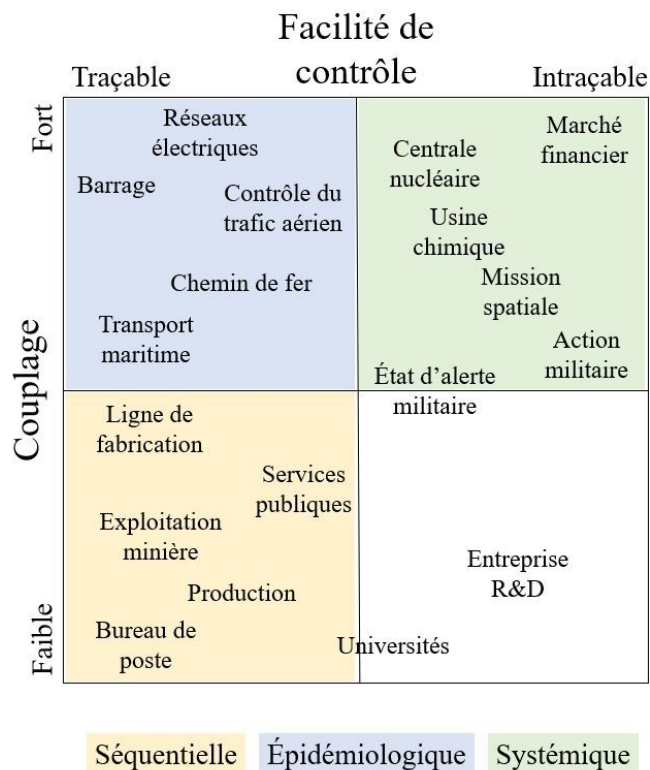 Facilité de
contrôle
Traçable
Intraçable
Fort
Couplage
Faible
Réseaux
électriques
Barrage
Contrôle du
trafic aérien
Chemin de fer
Transport
maritime
Marché
financier
Centrale
nucléaire
Usine
chimique
Mission
spatiale
Action
militaire
État d’alerte
militaire
Ligne de
fabrication
Services
publiques
Exploitation
minière
Production
Bureau de
poste
Entreprise
R&D
Universités
Séquentielle
Épidémiologique
Systémique